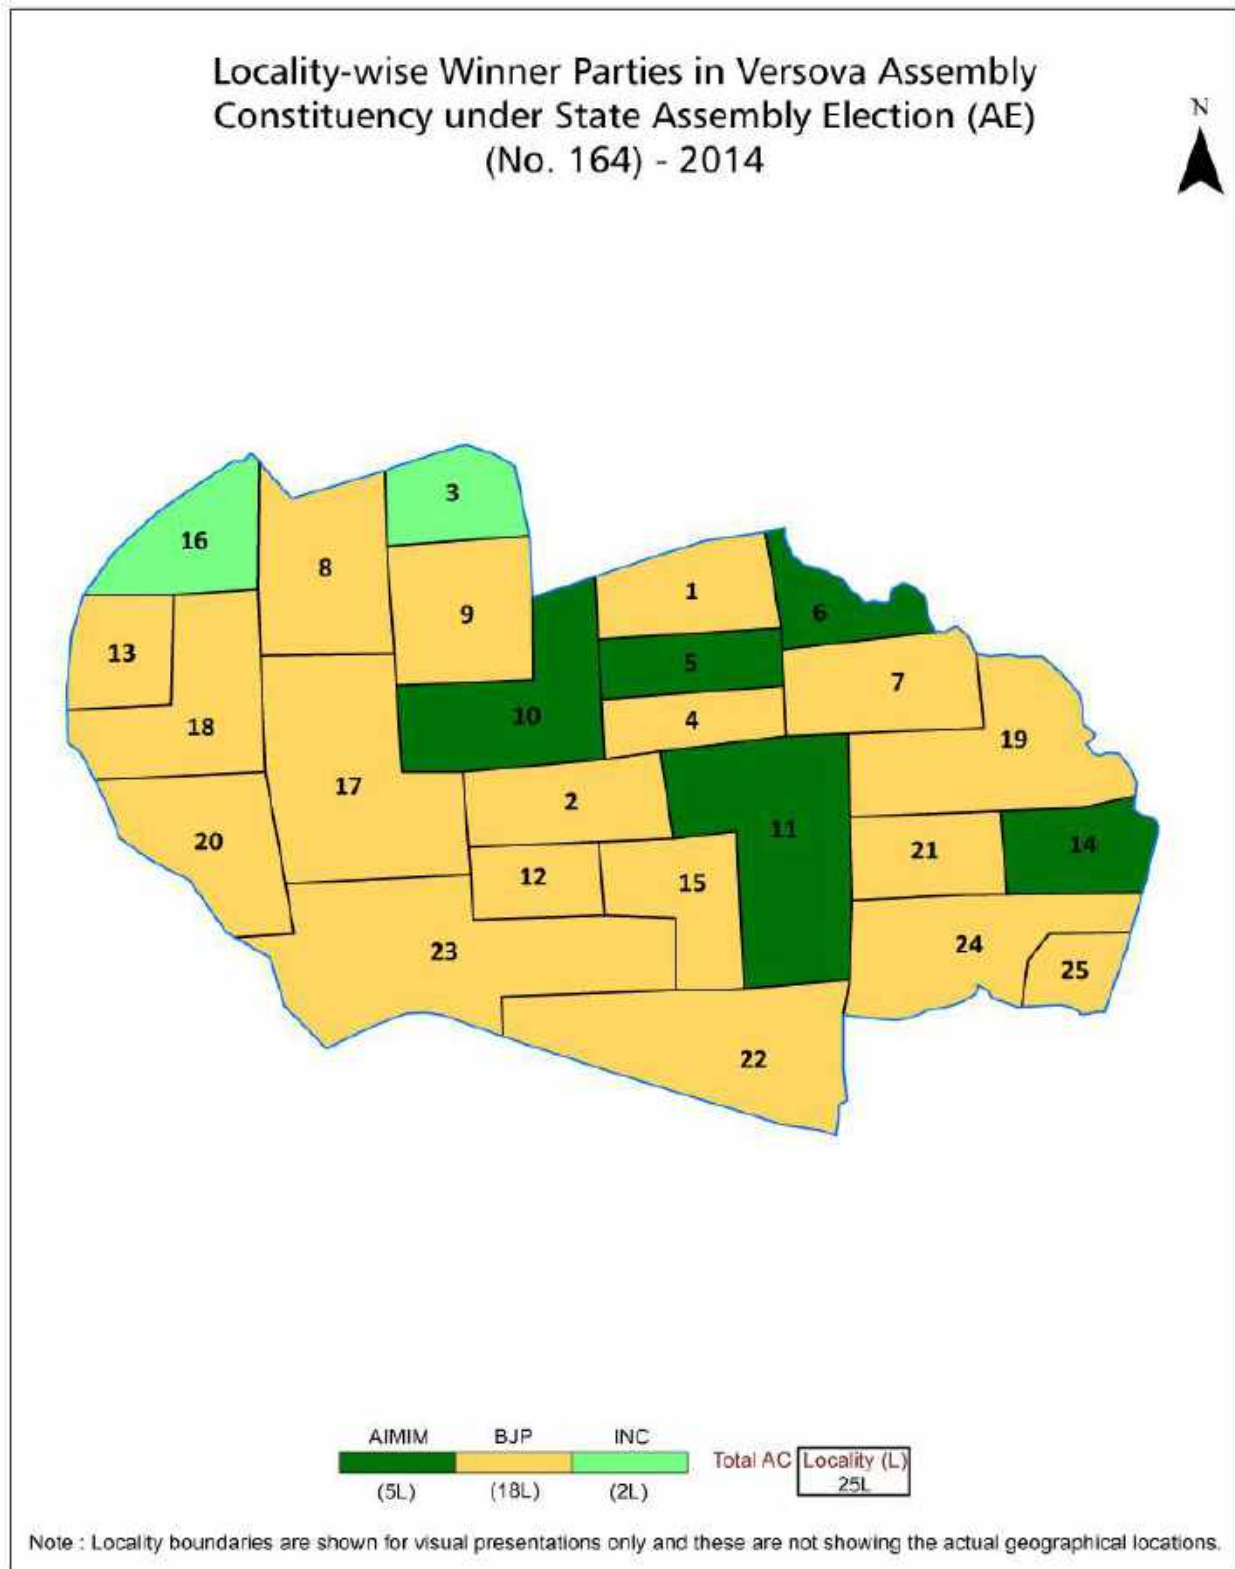 Locality-wise Winner Parties in Versova Assembly
Constituency under State Assembly Election (AE)
(No. 164) - 2014
N
3
16
8
1
9
6
13
5
7
10
4
18
19
17
2
11
20
14
21
12
15
23
24
25
22
AIMIM BJP INC
Total AC Locality (L)
25L
(5L) (18L) (2L)
Note : Locality boundaries are shown for visual presentations only and these are not showing the actual geographical locations.